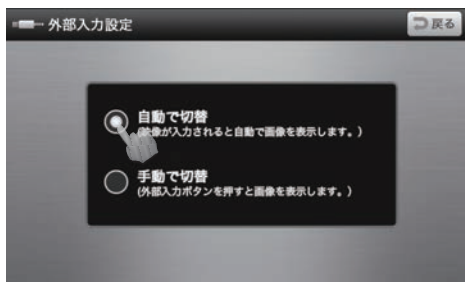 外部入力設定
戻る
自動で切替
(映像が入力されると自動で画像を表示します。)
手動で切替
(外部入力ボタンを押すと画像を表示します。)